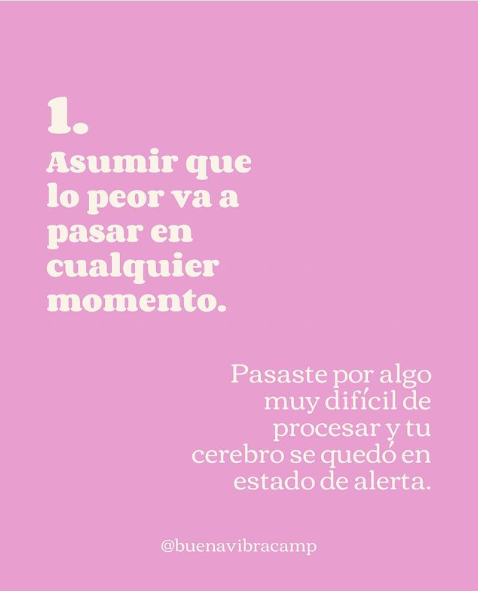 1.
Asumir que
lo peor va a
pasar en
cualquier
momento.
Pasaste por algo
muy difícil de
procesar y tu
cerebro se quedó en
estado de alerta.
@buenavibracamp